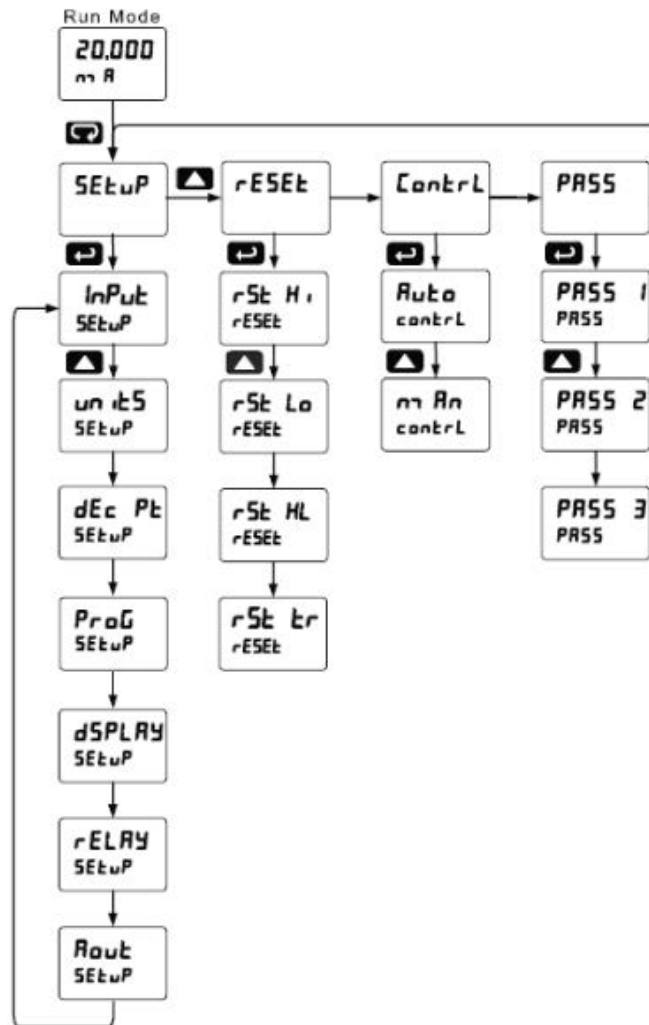 Run Mode
20.000
mA
SEtuP
rESEt
ContrL
PASS
InPut
SEtuP
rSt Hi
rESEt
Auto
contrL
PASS 1
PASS
unitS
SEtuP
rSt Lo
rESEt
mAn
contrL
PASS 2
PASS
dEc Pt
SEtuP
rSt HL
rESEt
PASS 3
PASS
ProG
SEtuP
rSt tr
rESEt
dSPLAY
SEtuP
rELAY
SEtuP
Aout
SEtuP